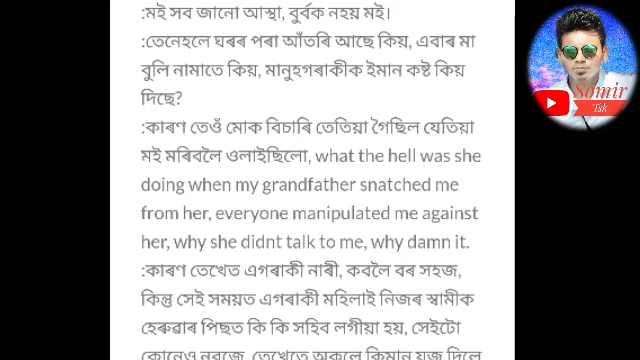 :মই সব জানো আস্থা, বুৰ্বক নহয় মই।
:তেনেহলে ঘৰৰ পৰা আঁতৰি আছে কিয়, এবাৰ মা
বুলি নামাতে কিয়, মানুহগৰাকীক ইমান কষ্ট কিয়
দিছে?
:কাৰণ তেওঁ মোক বিচাৰি তেতিয়া গৈছিল যেতিয়া
মই মৰিবলৈ ওলাইছিলো, what the hell was she
doing when my grandfather snatched me
from her, everyone manipulated me against
her, why she didnt talk to me, why damn it.
:কাৰণ তেখেত এগৰাকী নাৰী, কবলৈ বৰ সহজ,
কিন্তু সেই সময়ত এগৰাকী মহিলাই নিজৰ স্বামীক
হেৰুৱাৰ পিছত কি কি সহিব লগীয়া হয়, সেইটো
কোনেও নবুজে, তেখেতে অকলে কিমান যুজ দিলে
Somir
Tsk